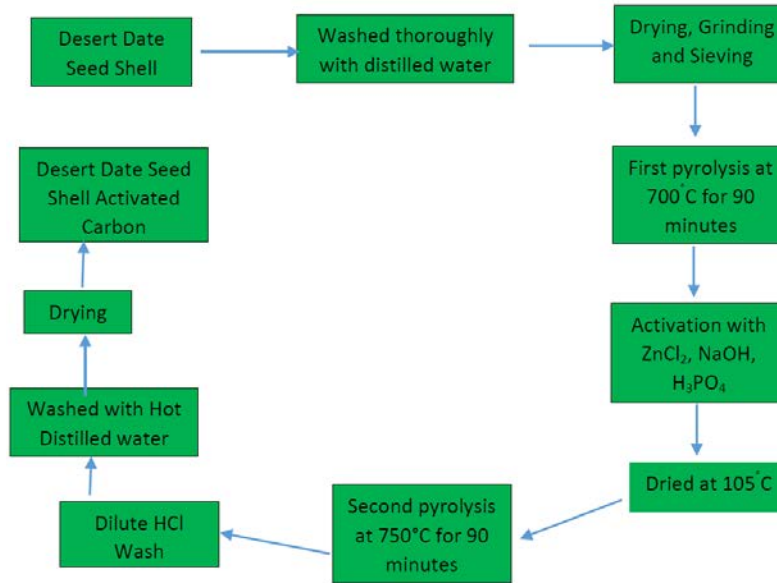 Desert Date
Seed Shell
Washed thoroughly
with distilled water
Drying, Grinding
and Sieving
First pyrolysis at
700°C for 90
minutes
Activation with
ZnCl₂, NaOH,
H₃PO₄
Dried at 105°C
Second pyrolysis
at 750°C for 90
minutes
Dilute HCl
Wash
Washed with Hot
Distilled water
Drying
Desert Date Seed
Shell Activated
Carbon